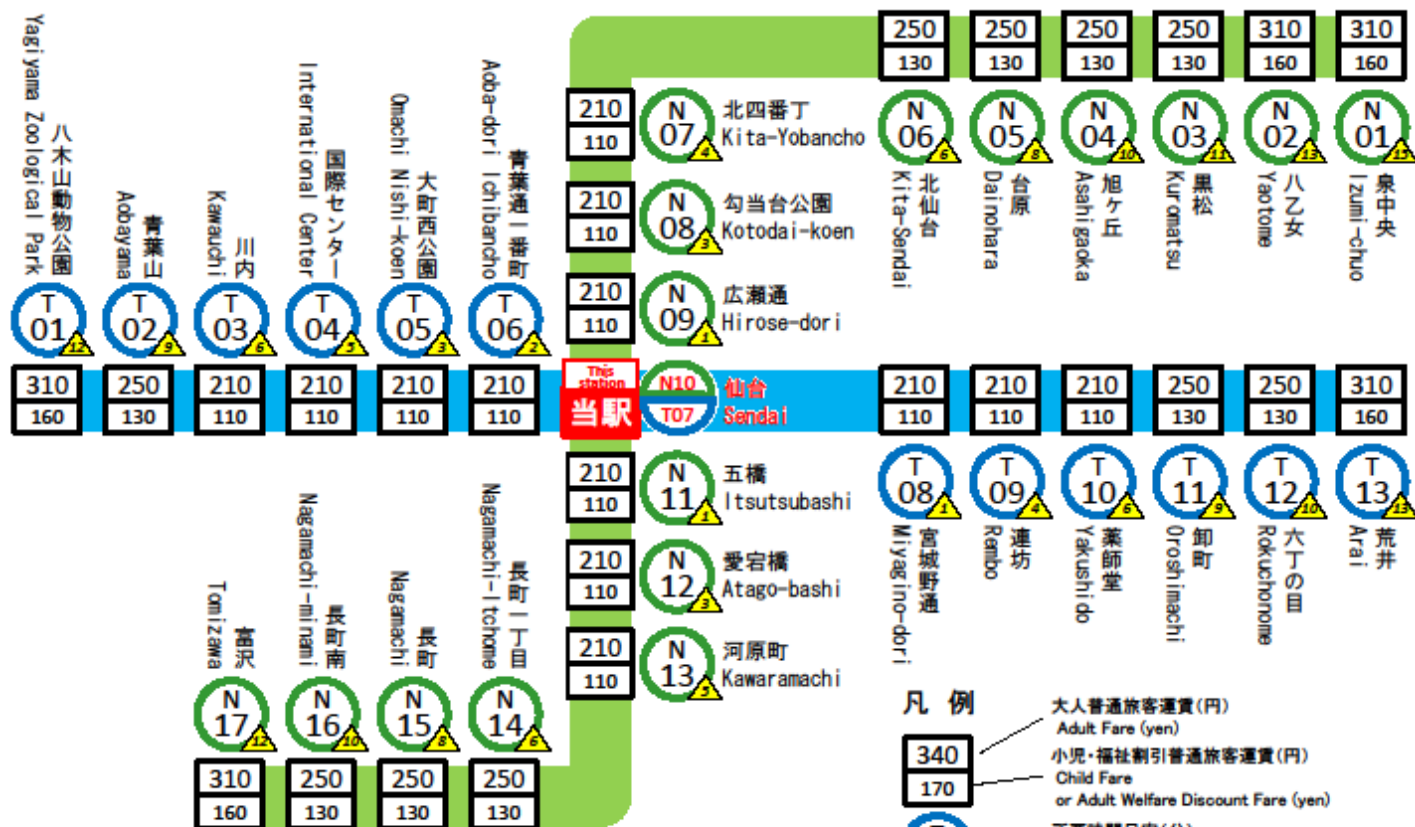 250
130
250
130
250
130
250
130
310
160
310
160
N
06
6
北仙台
Kita-Sendai
N
05
8
台原
Dainohara
N
04
10
旭ヶ丘
Asahigaoka
N
03
11
黒松
Kuromatsu
N
02
13
八乙女
Yaotome
N
01
15
泉中央
Izumi-chuo
210
110
N
07
4
北四番丁
Kita-Yobancho
210
110
N
08
3
勾当台公園
Kotodai-koen
210
110
N
09
1
広瀬通
Hirose-dori
八木山動物公園
Yagiyama Zoological Park
T
01
12
310
160
青葉山
Aobayama
T
02
9
250
130
川内
Kawauchi
T
03
6
210
110
国際センター
International Center
T
04
5
210
110
大町西公園
Omachi Nishi-koen
T
05
3
210
110
青葉通一番町
Aoba-dori Ichibancho
T
06
2
210
110
This
station
当駅
N10
T07
仙台
Sendai
210
110
T
08
1
宮城野通
Miyagino-dori
210
110
T
09
4
連坊
Rembo
210
110
T
10
6
薬師堂
Yakushido
250
130
T
11
9
卸町
Oroshimachi
250
130
T
12
10
六丁の目
Rokuchonome
310
160
T
13
13
荒井
Arai
210
110
N
11
1
五橋
Itsutsubashi
210
110
N
12
3
愛宕橋
Atago-bashi
210
110
N
13
5
河原町
Kawaramachi
富沢
Tomizawa
N
17
12
310
160
長町南
Nagamachi-minami
N
16
10
250
130
長町
Nagamachi
N
15
8
250
130
長町一丁目
Nagamachi-Itchome
N
14
6
250
130
凡 例
340
170
大人普通旅客運賃(円)
Adult Fare (yen)
小児・福祉割引普通旅客運賃(円)
Child Fare
or Adult Welfare Discount Fare (yen)